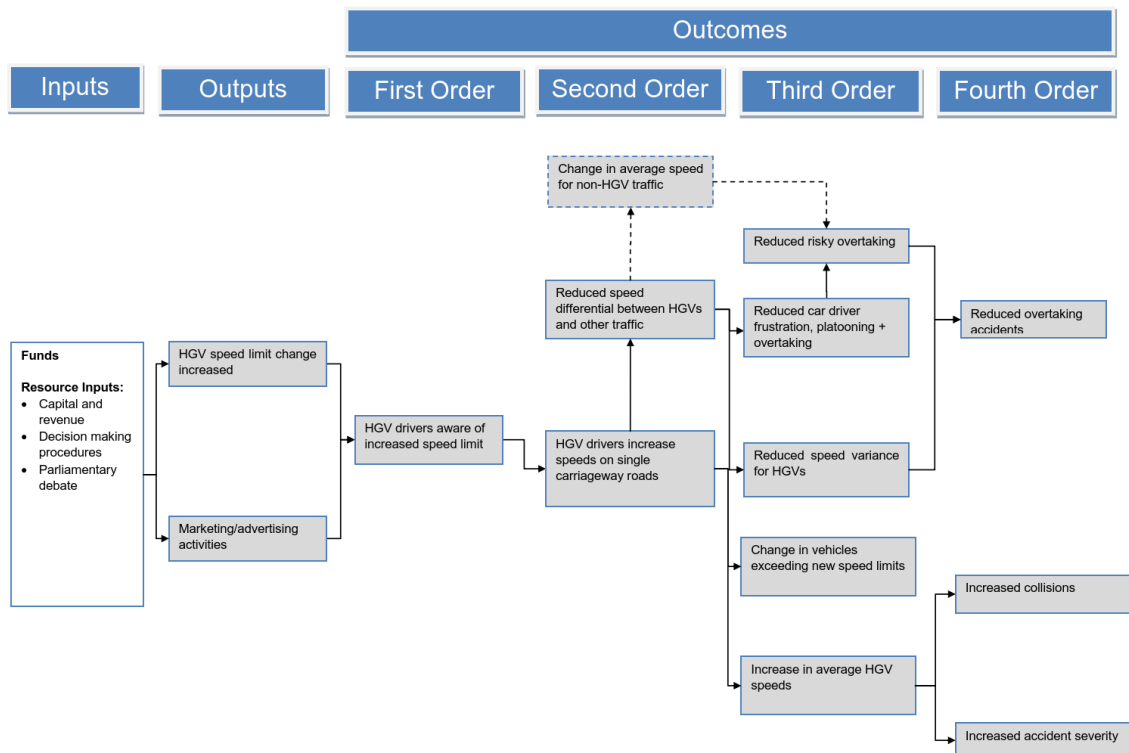 Outcomes
Inputs
Outputs
First Order
Second Order
Third Order
Fourth Order
Change in average speed
for non-HGV traffic
Reduced risky overtaking
Reduced speed
differential between HGVs
and other traffic
Reduced car driver
frustration, platooning +
overtaking
Reduced overtaking
accidents
Funds
Resource Inputs:
• Capital and
revenue
• Decision making
procedures
• Parliamentary
debate
HGV speed limit change
increased
HGV drivers aware of
increased speed limit
HGV drivers increase
speeds on single
carriageway roads
Reduced speed variance
for HGVs
Marketing/advertising
activities
Change in vehicles
exceeding new speed limits
Increased collisions
Increase in average HGV
speeds
Increased accident severity